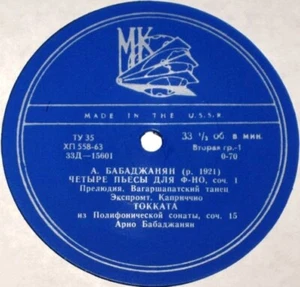 МК
MADE IN THE U.S.S.R
ТУ 35
ХП 558-63
33Д—15601
33 ⅓ об в мин.
Вторая гр.-1
0-70
А. БАБАДЖАНЯН (р. 1921)
ЧЕТЫРЕ ПЬЕСЫ ДЛЯ Ф-НО, соч. 1
Прелюдия, Вагаршапатский танец
Экспромт, Каприччио
ТОККАТА
из Полифонической сонаты, соч. 15
Арно Бабаджанян